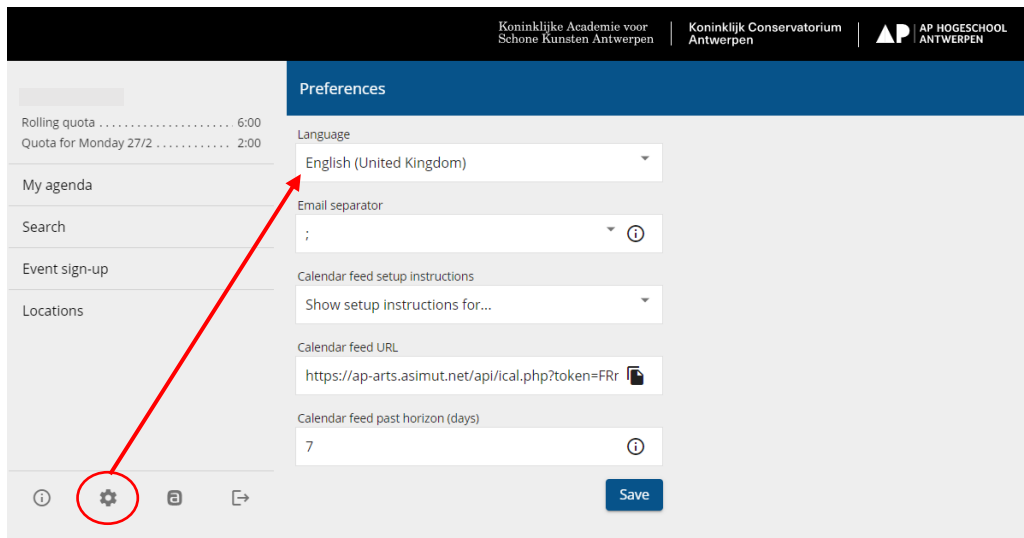 Koninklijke Academie voor
Schone Kunsten Antwerpen
Koninklijk Conservatorium
Antwerpen
AP
AP HOGESCHOOL
ANTWERPEN
Rolling quota ..................... 6:00
Quota for Monday 27/2 ............ 2:00
My agenda
Search
Event sign-up
Locations
Preferences
Language
English (United Kingdom)
Email separator
;
Calendar feed setup instructions
Show setup instructions for...
Calendar feed URL
https://ap-arts.asimut.net/api/ical.php?token=FRr
Calendar feed past horizon (days)
7
Save